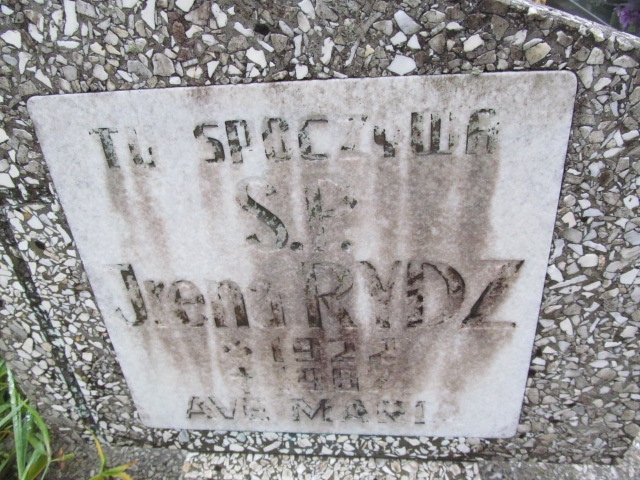 TU SPOCZYWA
Ś.P.
Irena RYDZ
AVE MARIA